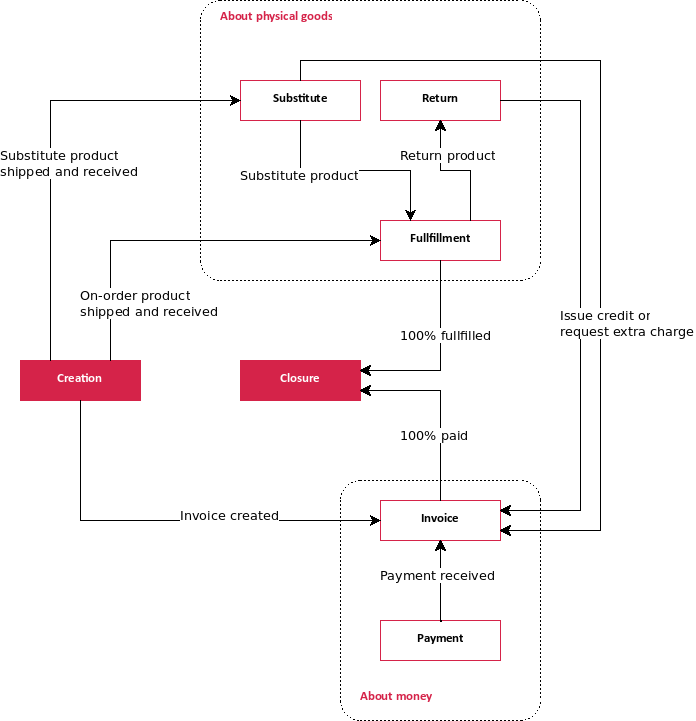 About physical goods
Substitute
Return
Substitute product
shipped and received
Return product
Substitute product
Fullfillment
On-order product
shipped and received
Issue credit or
request extra charge
100% fullfilled
Creation
Closure
100% paid
Invoice created
Invoice
Payment received
Payment
About money